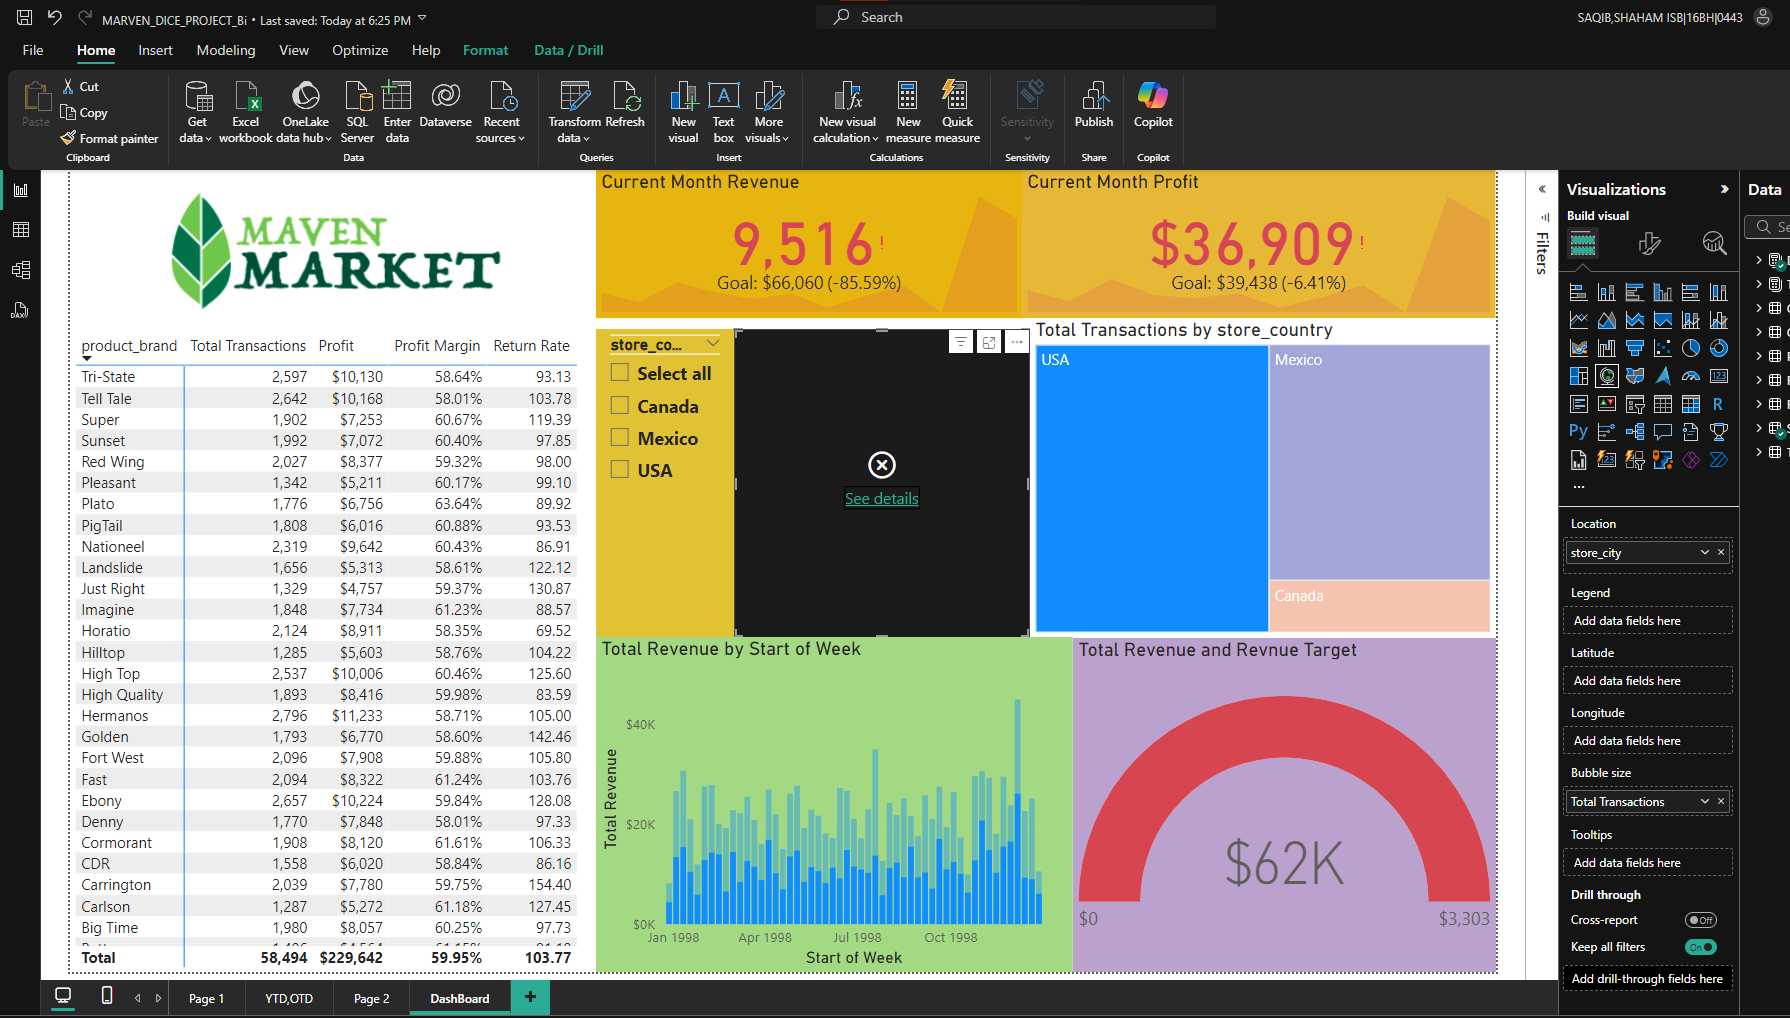 MARVEN_DICE_PROJECT_Bi • Last saved: Today at 6:25 PM
Search
SAQIB,SHAHAM ISB|16BH|0443
File Home Insert Modeling View Optimize Help Format Data / Drill
Paste
Cut
Copy
Format painter
Clipboard
Get data
Excel workbook
OneLake data hub
SQL Server
Enter data
Dataverse
Recent sources
Data
Transform data
Refresh
Queries
New visual
Text box
More visuals
Insert
New visual calculation
New measure
Quick measure
Calculations
Sensitivity
Sensitivity
Publish
Share
Copilot
Copilot
MAVEN
MARKET
product_brand Total Transactions Profit Profit Margin Return Rate
Tri-State 2,597 $10,130 58.64% 93.13
Tell Tale 2,642 $10,168 58.01% 103.78
Super 1,902 $7,253 60.67% 119.39
Sunset 1,992 $7,072 60.40% 97.85
Red Wing 2,027 $8,377 59.32% 98.00
Pleasant 1,342 $5,211 60.17% 99.10
Plato 1,776 $6,756 63.64% 89.92
PigTail 1,808 $6,016 60.88% 93.53
Nationeel 2,319 $9,642 60.43% 86.91
Landslide 1,656 $5,313 58.61% 122.12
Just Right 1,329 $4,757 59.37% 130.87
Imagine 1,848 $7,734 61.23% 88.57
Horatio 2,124 $8,911 58.35% 69.52
Hilltop 1,285 $5,603 58.76% 104.22
High Top 2,537 $10,006 60.46% 125.60
High Quality 1,893 $8,416 59.98% 83.59
Hermanos 2,796 $11,233 58.71% 105.00
Golden 1,793 $6,770 58.60% 142.46
Fort West 2,096 $7,908 59.88% 105.80
Fast 2,094 $8,322 61.24% 103.76
Ebony 2,657 $10,224 59.84% 128.08
Denny 1,770 $7,848 58.01% 97.33
Cormorant 1,908 $8,120 61.61% 106.33
CDR 1,558 $6,020 58.84% 86.16
Carrington 2,039 $7,780 59.75% 154.40
Carlson 1,287 $5,272 61.18% 127.45
Big Time 1,980 $8,057 60.25% 97.73
Total 58,494 $229,642 59.95% 103.77
Current Month Revenue
9,516!
Goal: $66,060 (-85.59%)
Current Month Profit
$36,909!
Goal: $39,438 (-6.41%)
store_co...
Select all
Canada
Mexico
USA
See details
Total Transactions by store_country
USA
Mexico
Canada
Total Revenue by Start of Week
Total Revenue
$40K
$20K
$0K
Jan 1998 Apr 1998 Jul 1998 Oct 1998
Start of Week
Total Revenue and Revnue Target
$62K
$0
$3,303
Filters
Visualizations
Build visual
123
R
Py
Location
store_city
Legend
Add data fields here
Latitude
Add data fields here
Longitude
Add data fields here
Bubble size
Total Transactions
Tooltips
Add data fields here
Drill through
Cross-report
Off
Keep all filters
On
Add drill-through fields here
Data
Page 1 YTD,OTD Page 2 DashBoard